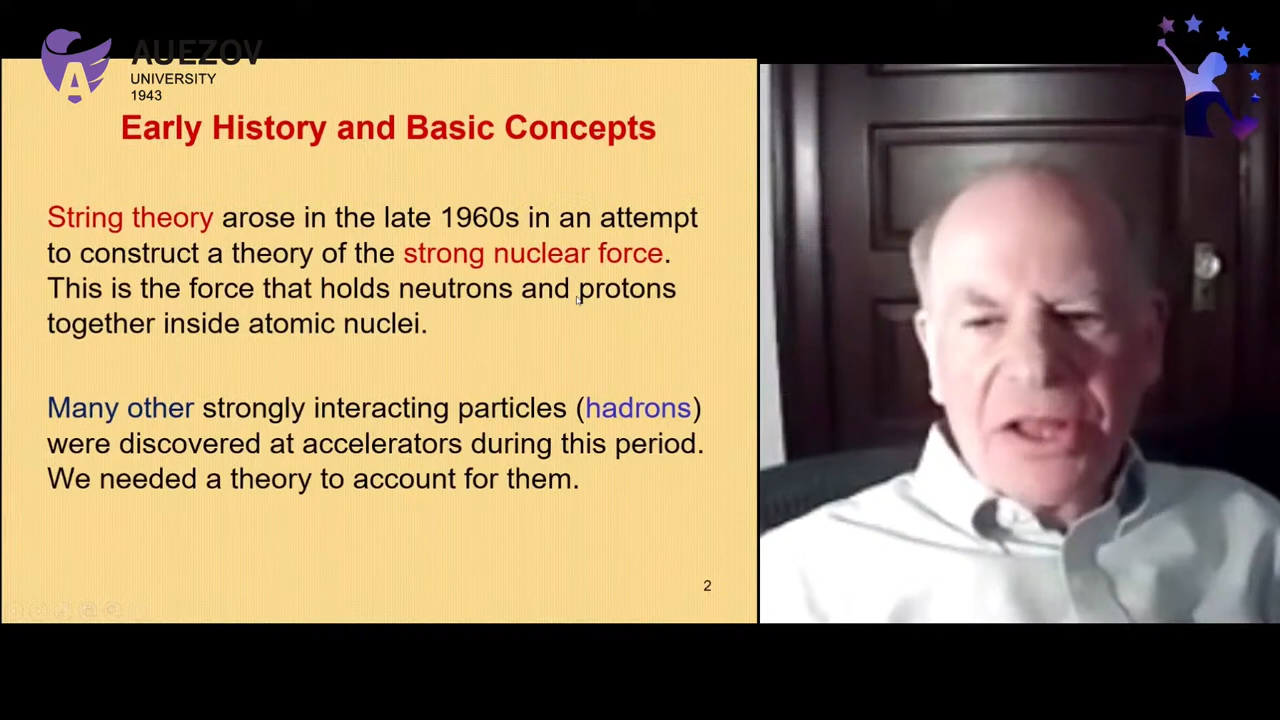 AUEZOV
UNIVERSITY
1943
Early History and Basic Concepts
String theory arose in the late 1960s in an attempt
to construct a theory of the strong nuclear force.
This is the force that holds neutrons and protons
together inside atomic nuclei.
Many other strongly interacting particles (hadrons)
were discovered at accelerators during this period.
We needed a theory to account for them.
2